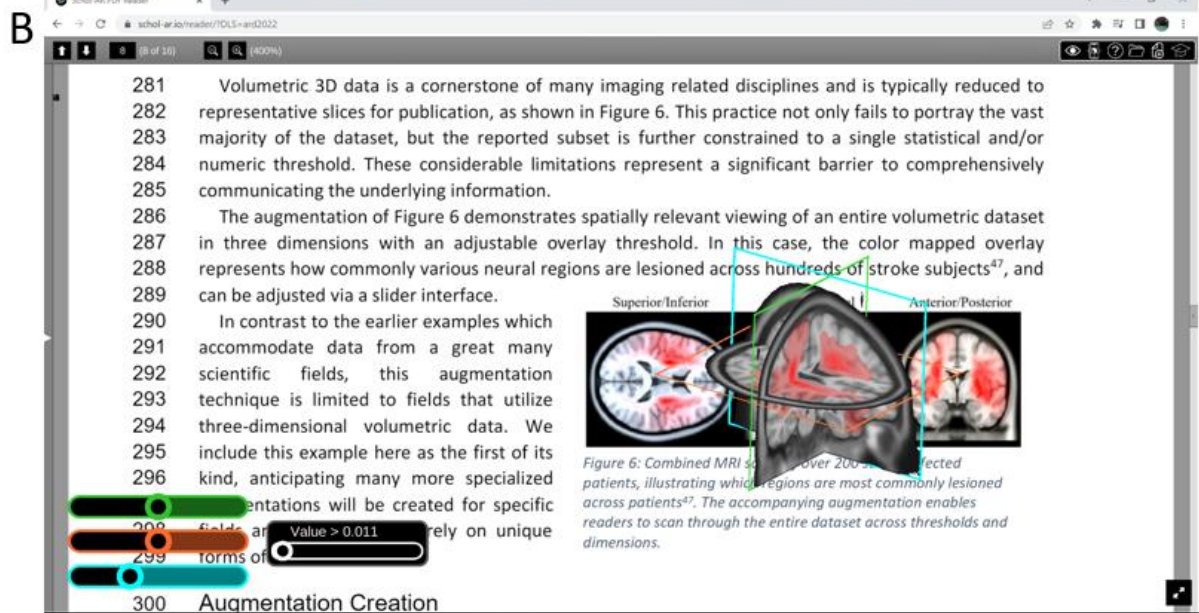 B
Schol-AR PDF Reader
schol-ar.io/reader/?DLS=ard2022
8 (8 of 16) (400%)
281 Volumetric 3D data is a cornerstone of many imaging related disciplines and is typically reduced to
282 representative slices for publication, as shown in Figure 6. This practice not only fails to portray the vast
283 majority of the dataset, but the reported subset is further constrained to a single statistical and/or
284 numeric threshold. These considerable limitations represent a significant barrier to comprehensively
285 communicating the underlying information.
286 The augmentation of Figure 6 demonstrates spatially relevant viewing of an entire volumetric dataset
287 in three dimensions with an adjustable overlay threshold. In this case, the color mapped overlay
288 represents how commonly various neural regions are lesioned across hundreds of stroke subjects⁴⁷, and
289 can be adjusted via a slider interface.
290 In contrast to the earlier examples which
291 accommodate data from a great many
292 scientific fields, this augmentation
293 technique is limited to fields that utilize
294 three-dimensional volumetric data. We
295 include this example here as the first of its
296 kind, anticipating many more specialized
entations will be created for specific
298 fields an rely on unique
299 forms of
Value > 0.011
Superior/Inferior
Anterior/Posterior
Figure 6: Combined MRI over 200 fected
patients, illustrating which regions are most commonly lesioned
across patients⁴⁷. The accompanying augmentation enables
readers to scan through the entire dataset across thresholds and
dimensions.
300 Augmentation Creation